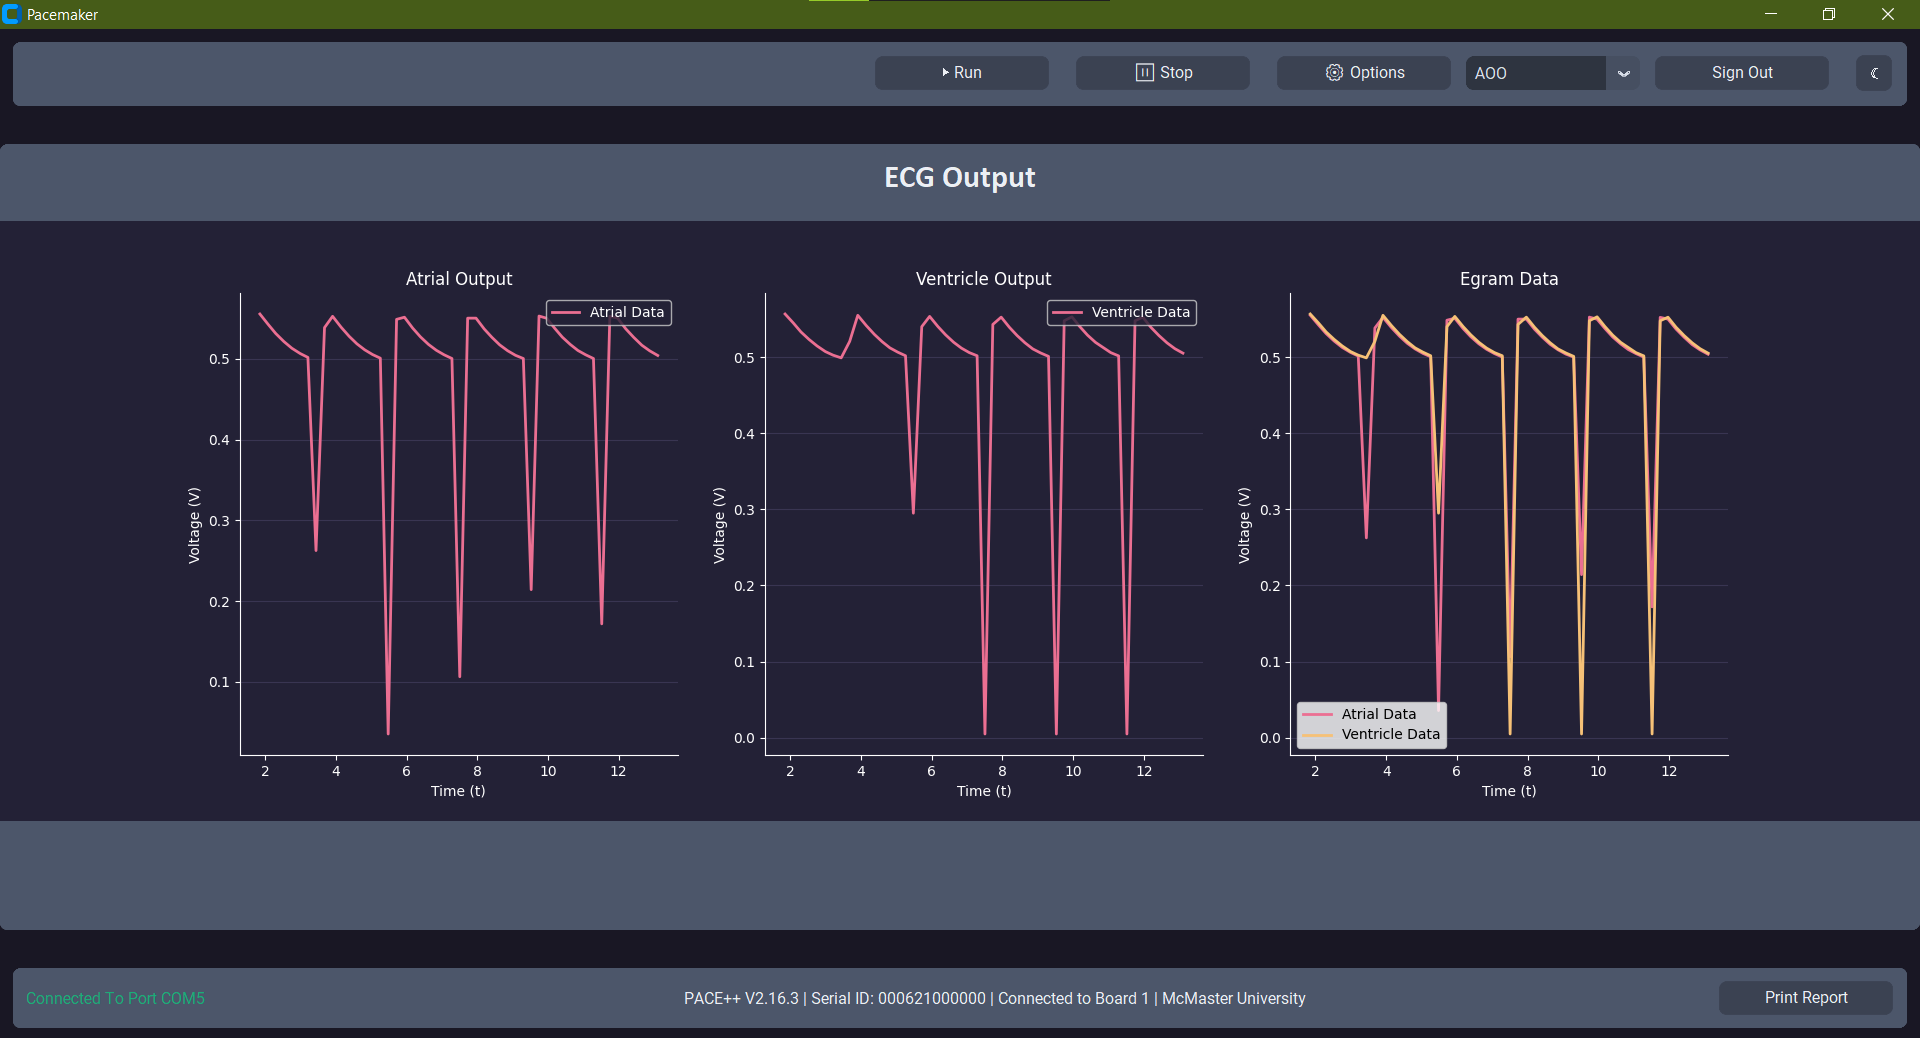 Pacemaker
Run
Stop
Options
AOO
Sign Out
ECG Output
Atrial Output
Atrial Data
Voltage (V)
0.5
0.4
0.3
0.2
0.1
2 4 6 8 10 12
Time (t)
Ventricle Output
Ventricle Data
Voltage (V)
0.5
0.4
0.3
0.2
0.1
0.0
2 4 6 8 10 12
Time (t)
Egram Data
Voltage (V)
0.5
0.4
0.3
0.2
0.1
0.0
Atrial Data
Ventricle Data
2 4 6 8 10 12
Time (t)
Connected To Port COM5
PACE++ V2.16.3 | Serial ID: 000621000000 | Connected to Board 1 | McMaster University
Print Report